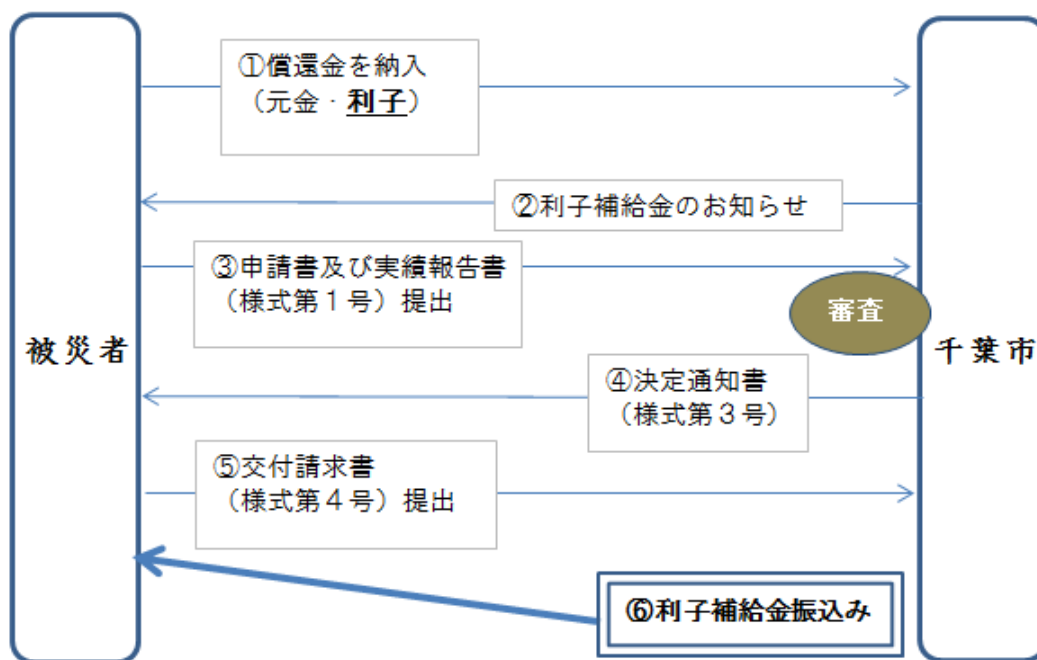 ①償還金を納入
（元金・利子）
②利子補給金のお知らせ
③申請書及び実績報告書
（様式第１号）提出
審査
被災者
千葉市
④決定通知書
（様式第３号）
⑤交付請求書
（様式第４号）提出
⑥利子補給金振込み